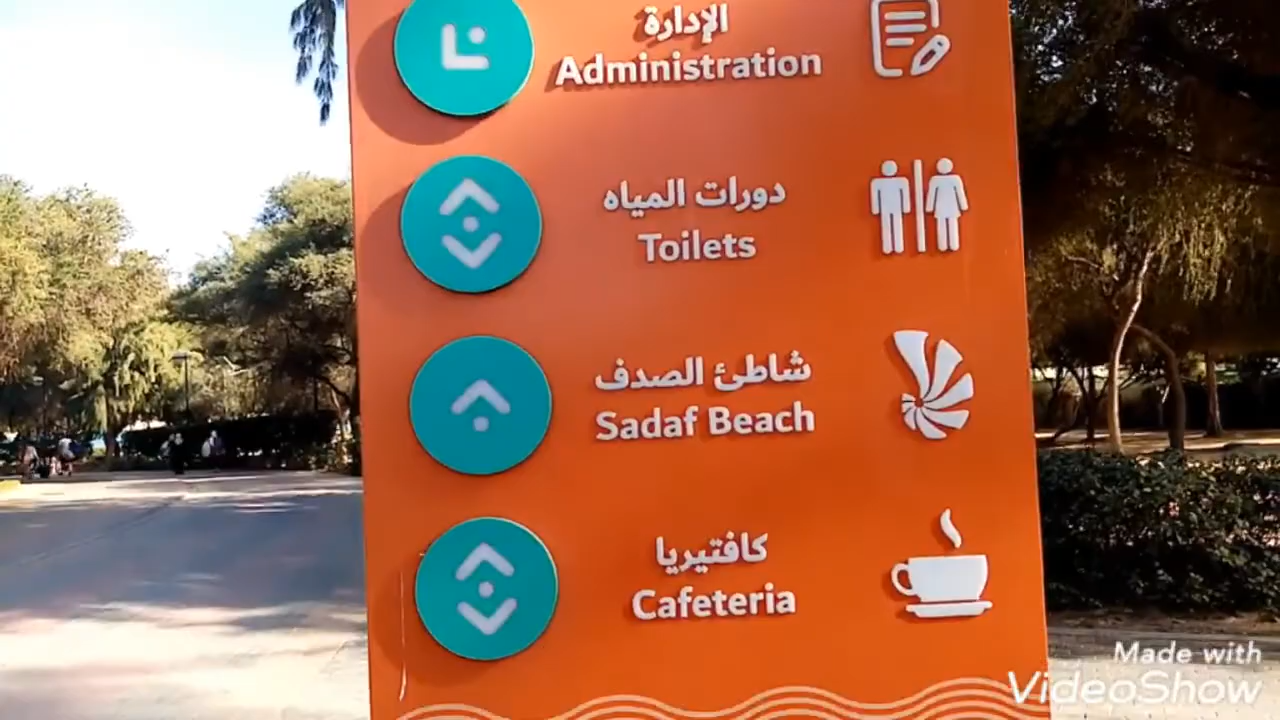 الإدارة
Administration
دورات المياه
Toilets
شاطئ الصدف
Sadaf Beach
كافتيريا
Cafeteria
Made with
VideoShow